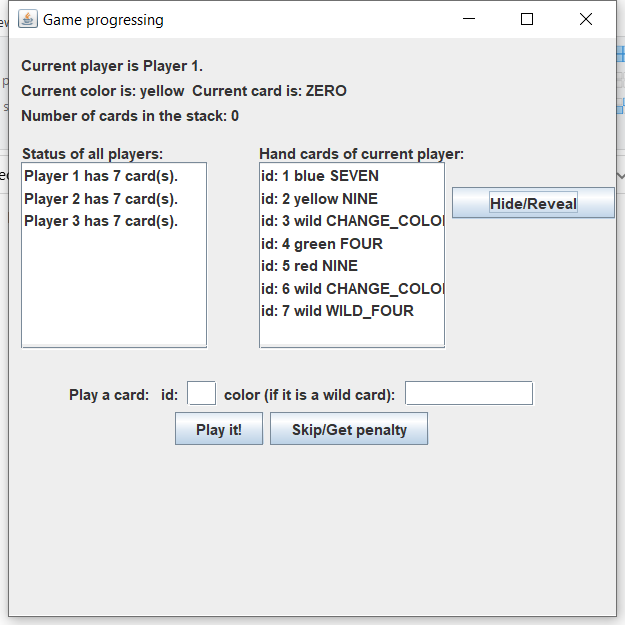 Game progressing
Current player is Player 1.
Current color is: yellow Current card is: ZERO
Number of cards in the stack: 0
Status of all players:
Player 1 has 7 card(s).
Player 2 has 7 card(s).
Player 3 has 7 card(s).
Hand cards of current player:
id: 1 blue SEVEN
id: 2 yellow NINE
id: 3 wild CHANGE_COLO
id: 4 green FOUR
id: 5 red NINE
id: 6 wild CHANGE_COLO
id: 7 wild WILD_FOUR
Hide/Reveal
Play a card: id: color (if it is a wild card):
Play it! Skip/Get penalty